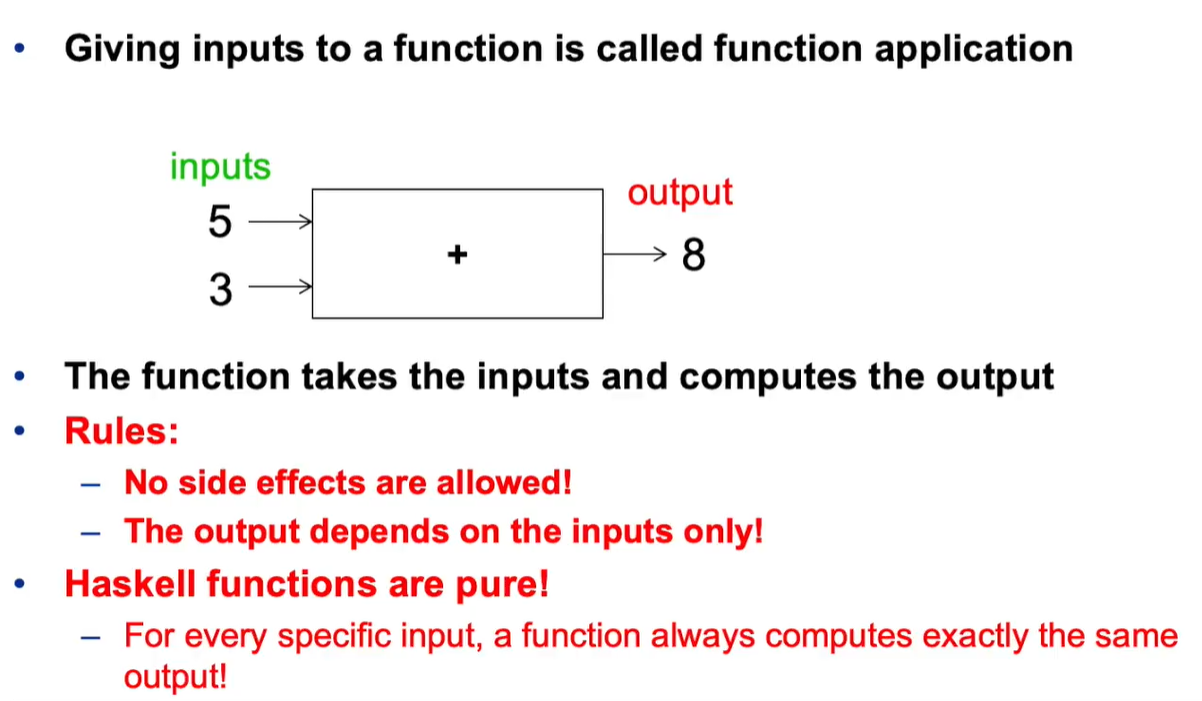 • Giving inputs to a function is called function application
inputs
output
5
+
8
3
• The function takes the inputs and computes the output
• Rules:
– No side effects are allowed!
– The output depends on the inputs only!
• Haskell functions are pure!
– For every specific input, a function always computes exactly the same
output!